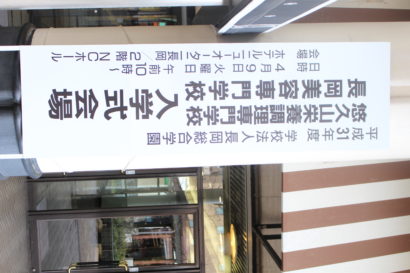 平成31年度 学校法人長岡総合学園
悠久山栄養調理専門学校
長岡美容専門学校
入学式会場
日時 4月9日 火曜日 午前10時～
会場 ホテルニューオータニ長岡/2階 NCホール